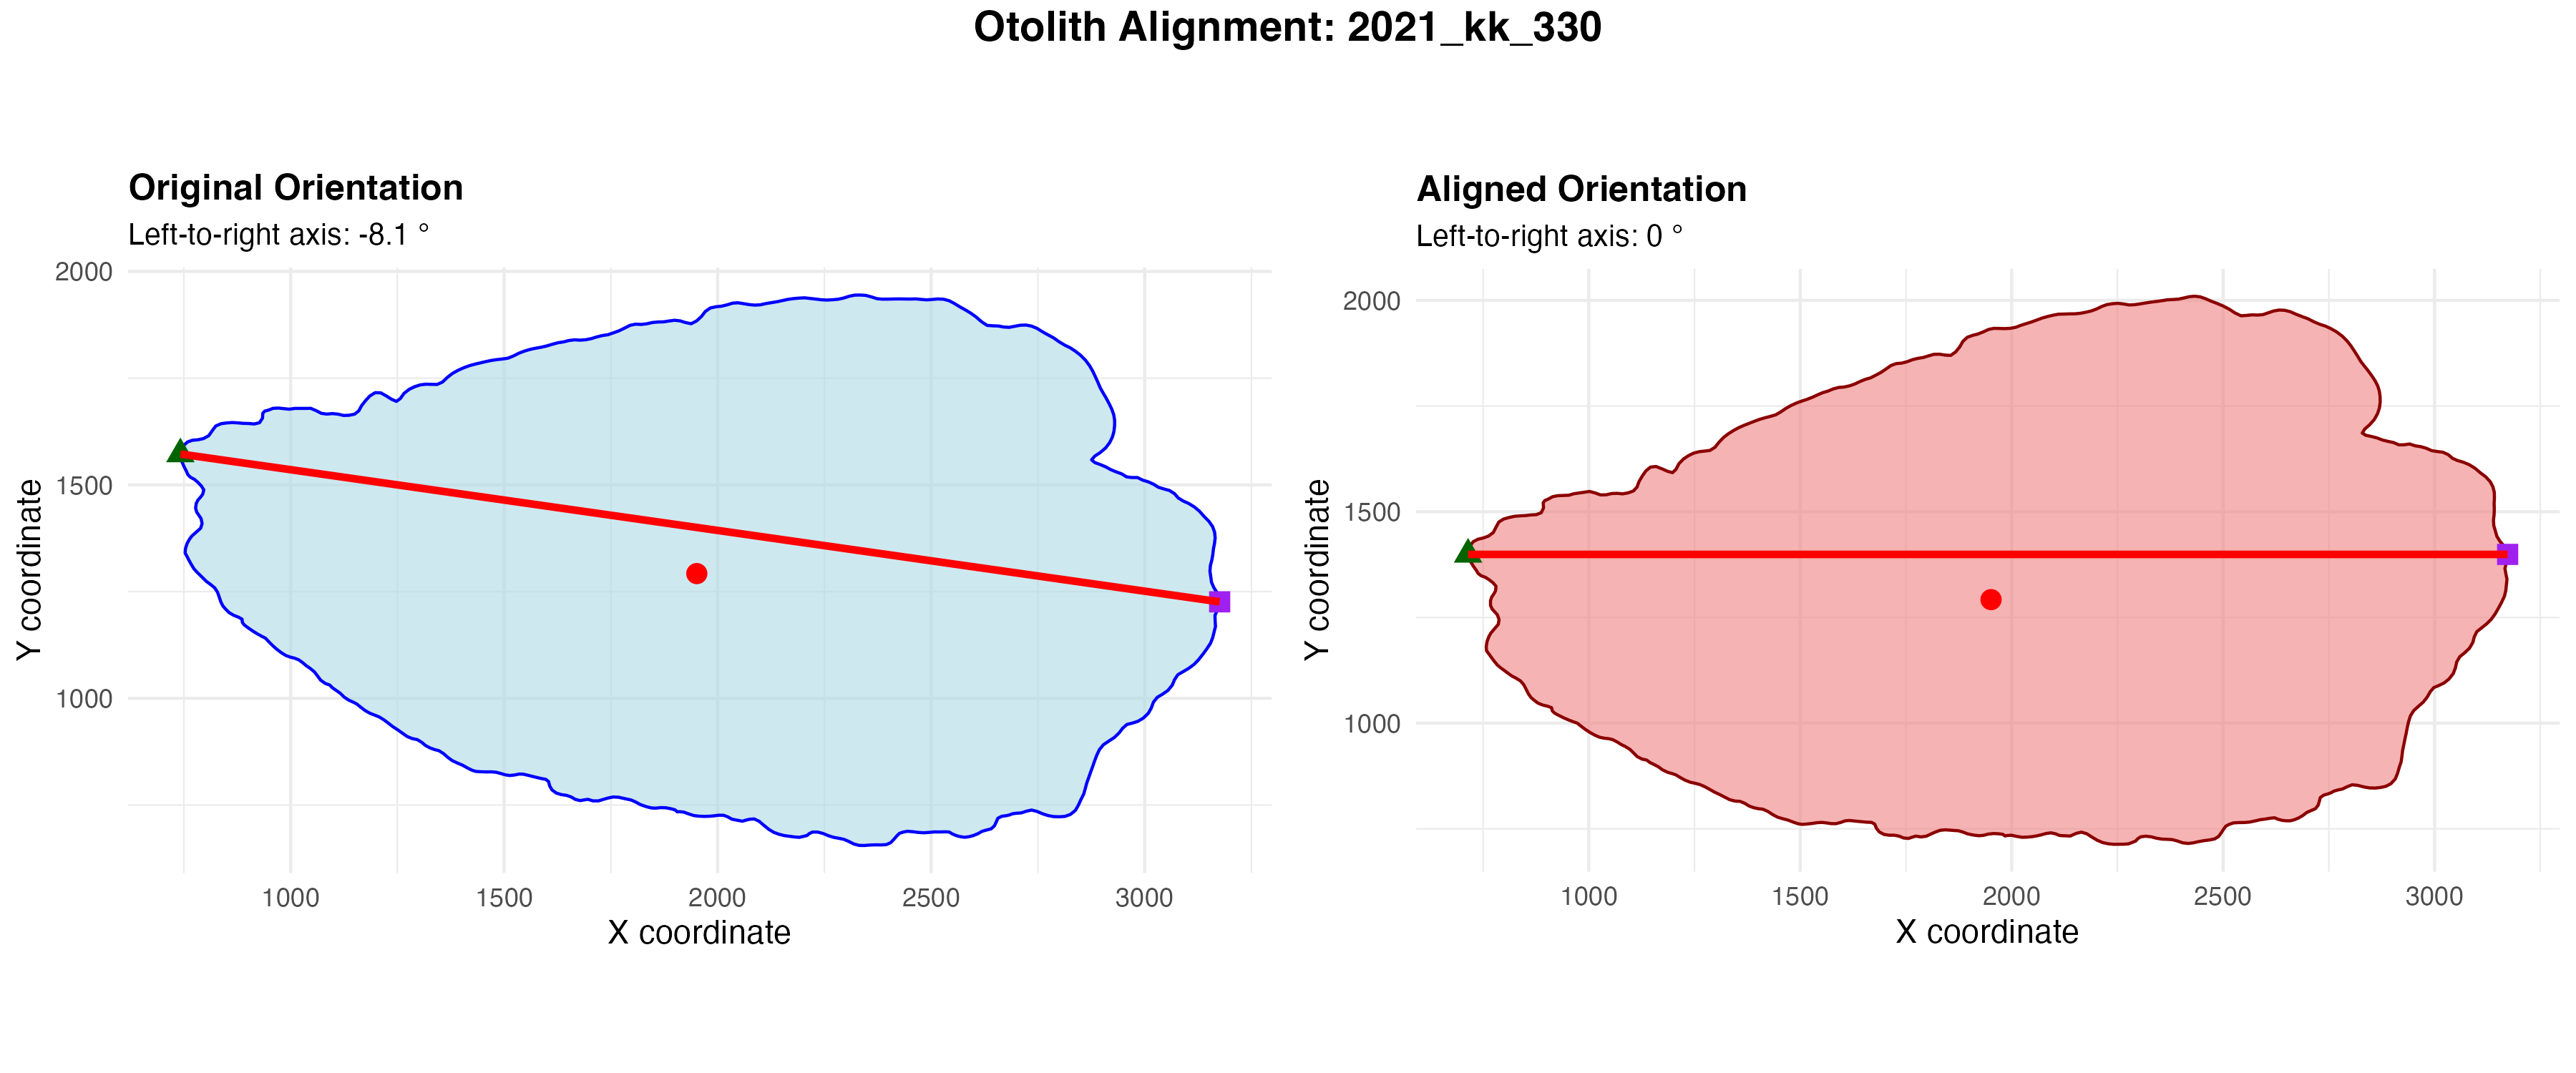 Otolith Alignment: 2021_kk_330
Original Orientation
Left-to-right axis: -8.1 °
2000
1500
1000
Y coordinate
1000 1500 2000 2500 3000
X coordinate
Aligned Orientation
Left-to-right axis: 0 °
2000
1500
1000
Y coordinate
1000 1500 2000 2500 3000
X coordinate